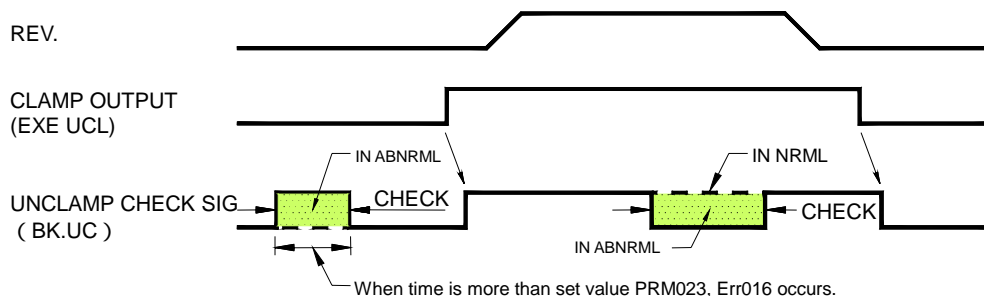 REV.
CLAMP OUTPUT
(EXE UCL)
IN ABNRML
IN NRML
UNCLAMP CHECK SIG
( BK.UC )
CHECK
CHECK
IN ABNRML
When time is more than set value PRM023, Err016 occurs.